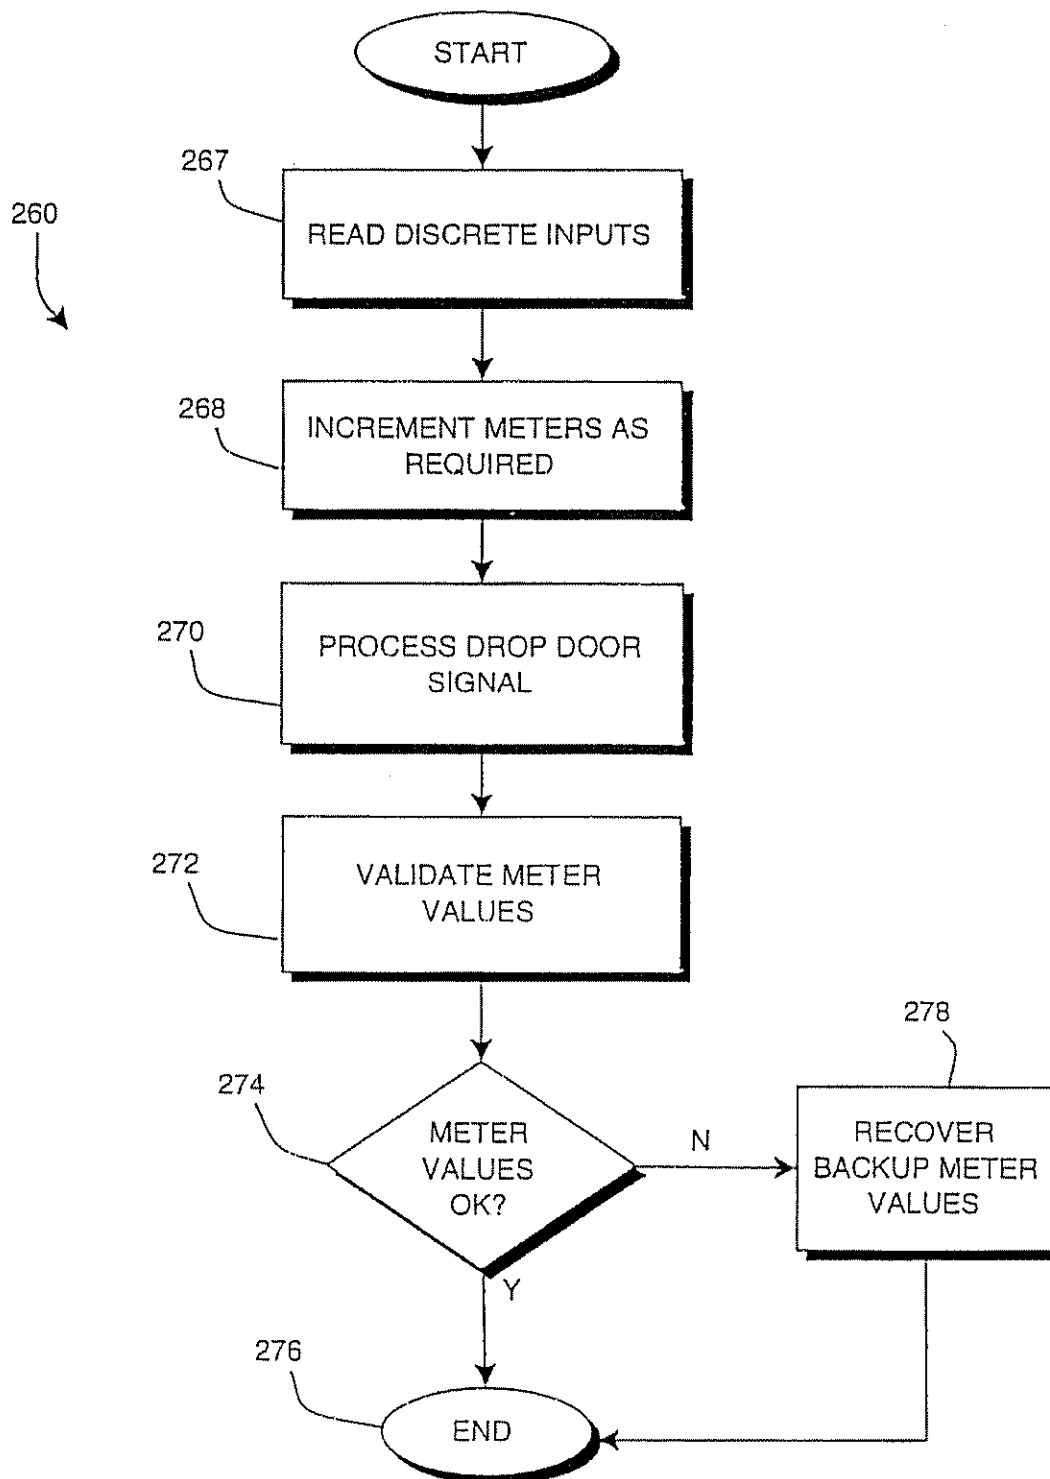 START
267
READ DISCRETE INPUTS
260
268
INCREMENT METERS AS
REQUIRED
270
PROCESS DROP DOOR
SIGNAL
272
VALIDATE METER
VALUES
274
METER
VALUES
OK?
N
278
RECOVER
BACKUP METER
VALUES
Y
276
END